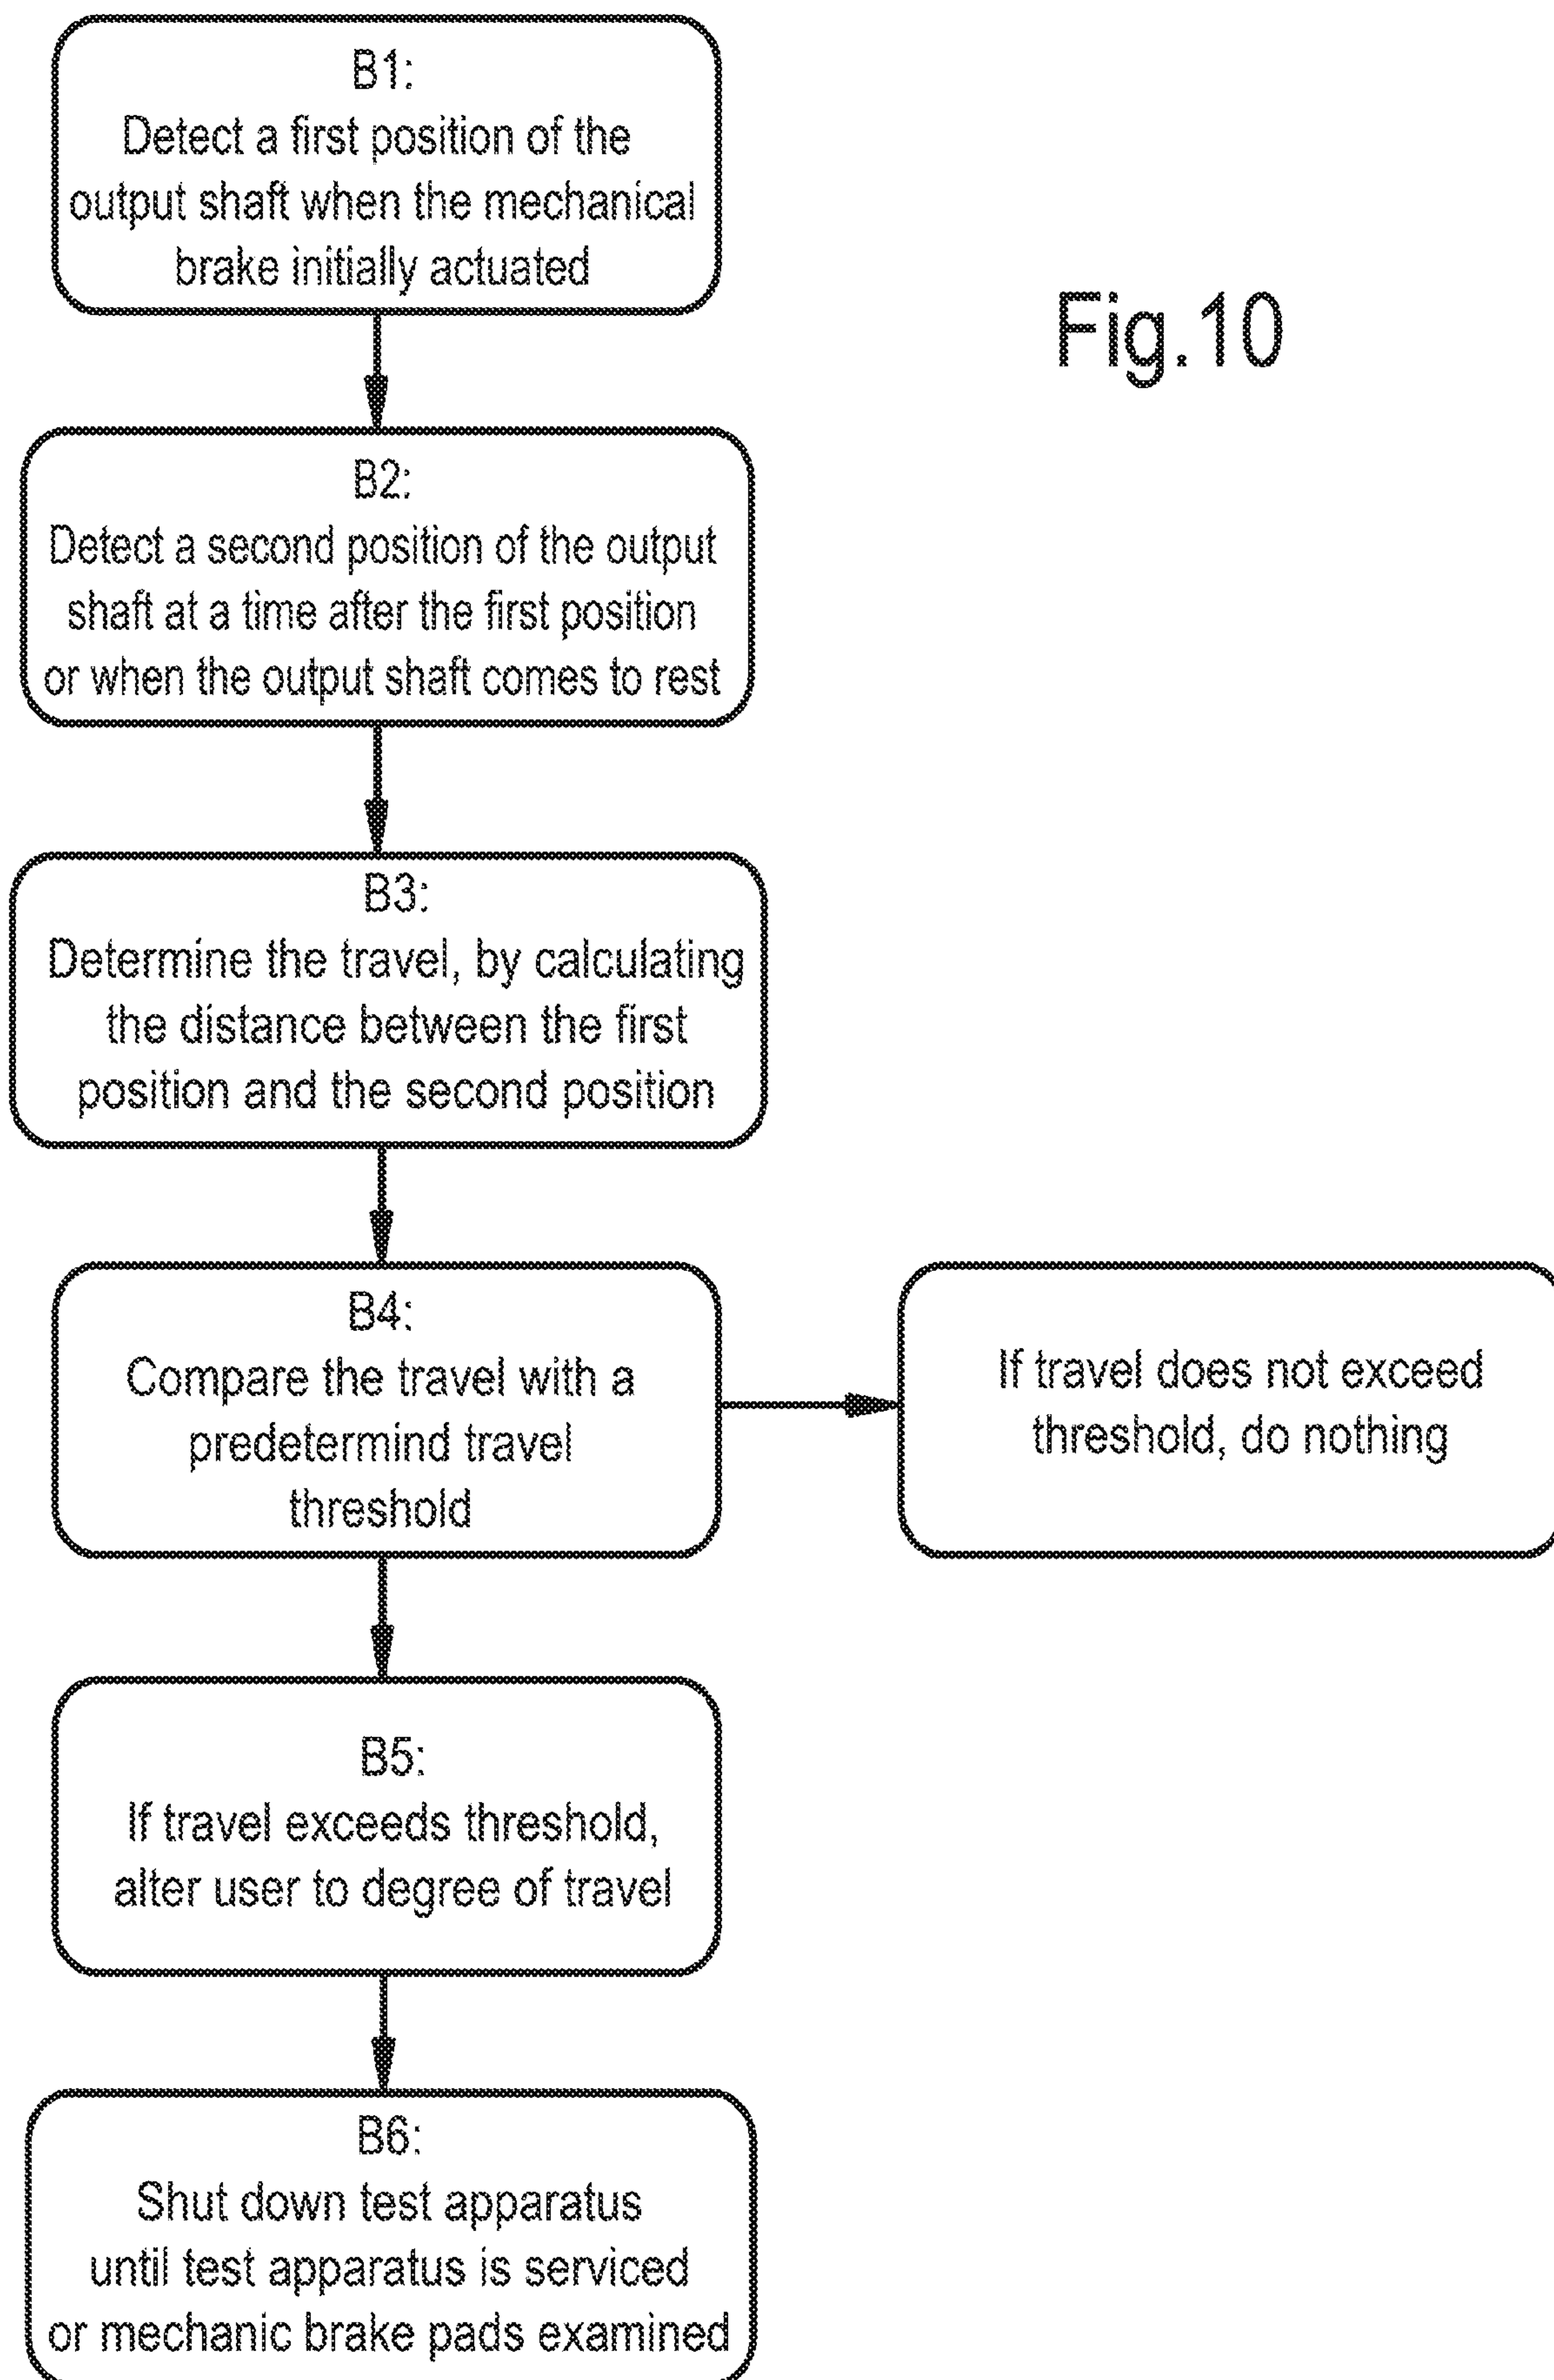 B1:
Detect a first position of the
output shaft when the mechanical
brake initially actuated
Fig.10
B2:
Detect a second position of the output
shaft at a time after the first position
or when the output shaft comes to rest
B3:
Determine the travel, by calculating
the distance between the first
position and the second position
B4:
Compare the travel with a
predetermind travel
threshold
If travel does not exceed
threshold, do nothing
B5:
If travel exceeds threshold,
alter user to degree of travel
B6:
Shut down test apparatus
until test apparatus is serviced
or mechanic brake pads examined